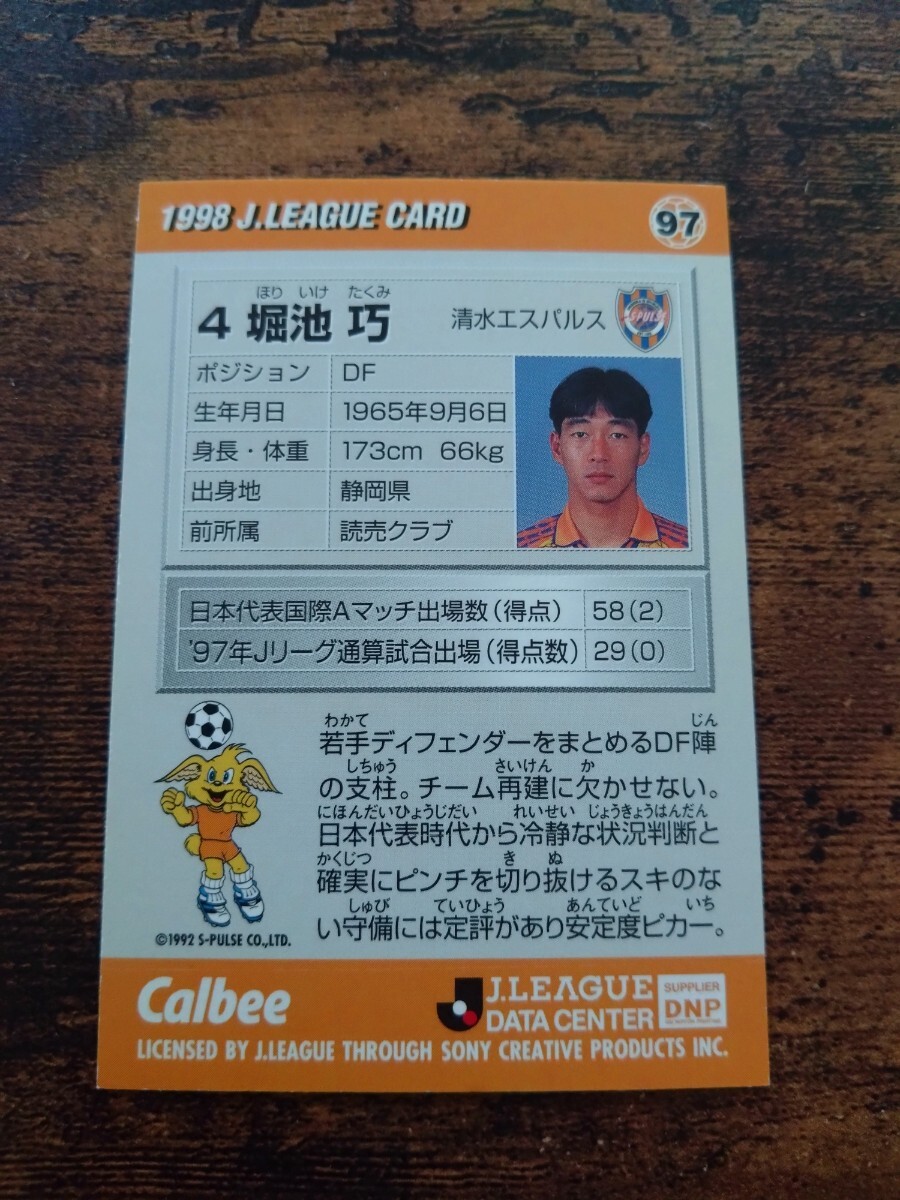 1998 J.LEAGUE CARD
97
ほり いけ たくみ
4 堀池 巧
清水エスパルス
S-PULSE
ポジション DF
生年月日 1965年9月6日
身長・体重 173cm 66kg
出身地 静岡県
前所属 読売クラブ
日本代表国際Aマッチ出場数(得点) 58(2)
'97年Jリーグ通算試合出場(得点数) 29(0)
わかて じん
若手ディフェンダーをまとめるDF陣
しちゅう さいけん か
の支柱。チーム再建に欠かせない。
にほんだいひょうじだい れいせい じょうきょうはんだん
日本代表時代から冷静な状況判断と
かくじつ き ぬ
確実にピンチを切り抜けるスキのな
しゅび ていひょう あんていど いち
い守備には定評があり安定度ピカ一。
©1992 S-PULSE CO.,LTD.
Calbee
J.LEAGUE
DATA CENTER
SUPPLIER
DNP
LICENSED BY J.LEAGUE THROUGH SONY CREATIVE PRODUCTS INC.